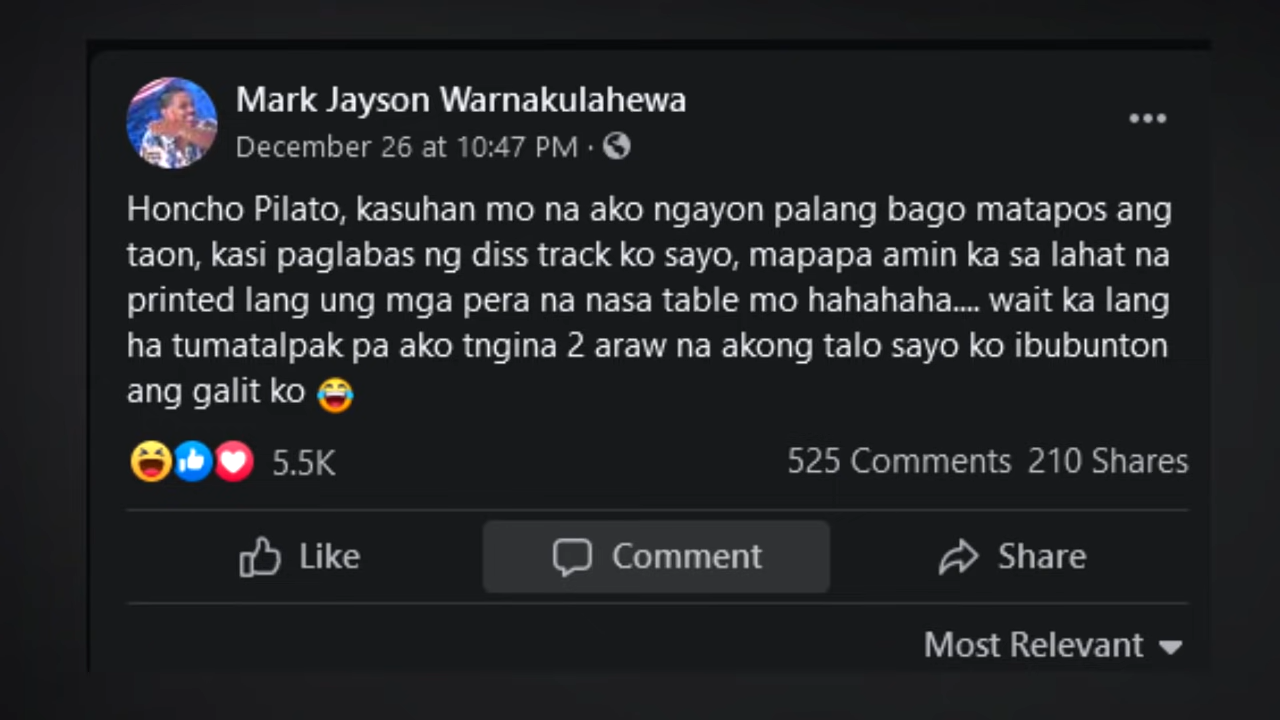 Mark Jayson Warnakulahewa
December 26 at 10:47 PM ·
Honcho Pilato, kasuhan mo na ako ngayon palang bago matapos ang
taon, kasi paglabas ng diss track ko sayo, mapapa amin ka sa lahat na
printed lang ung mga pera na nasa table mo hahahaha.... wait ka lang
ha tumatalpak pa ako tngina 2 araw na akong talo sayo ko ibubunton
ang galit ko 😂
5.5K
525 Comments 210 Shares
Like Comment Share
Most Relevant